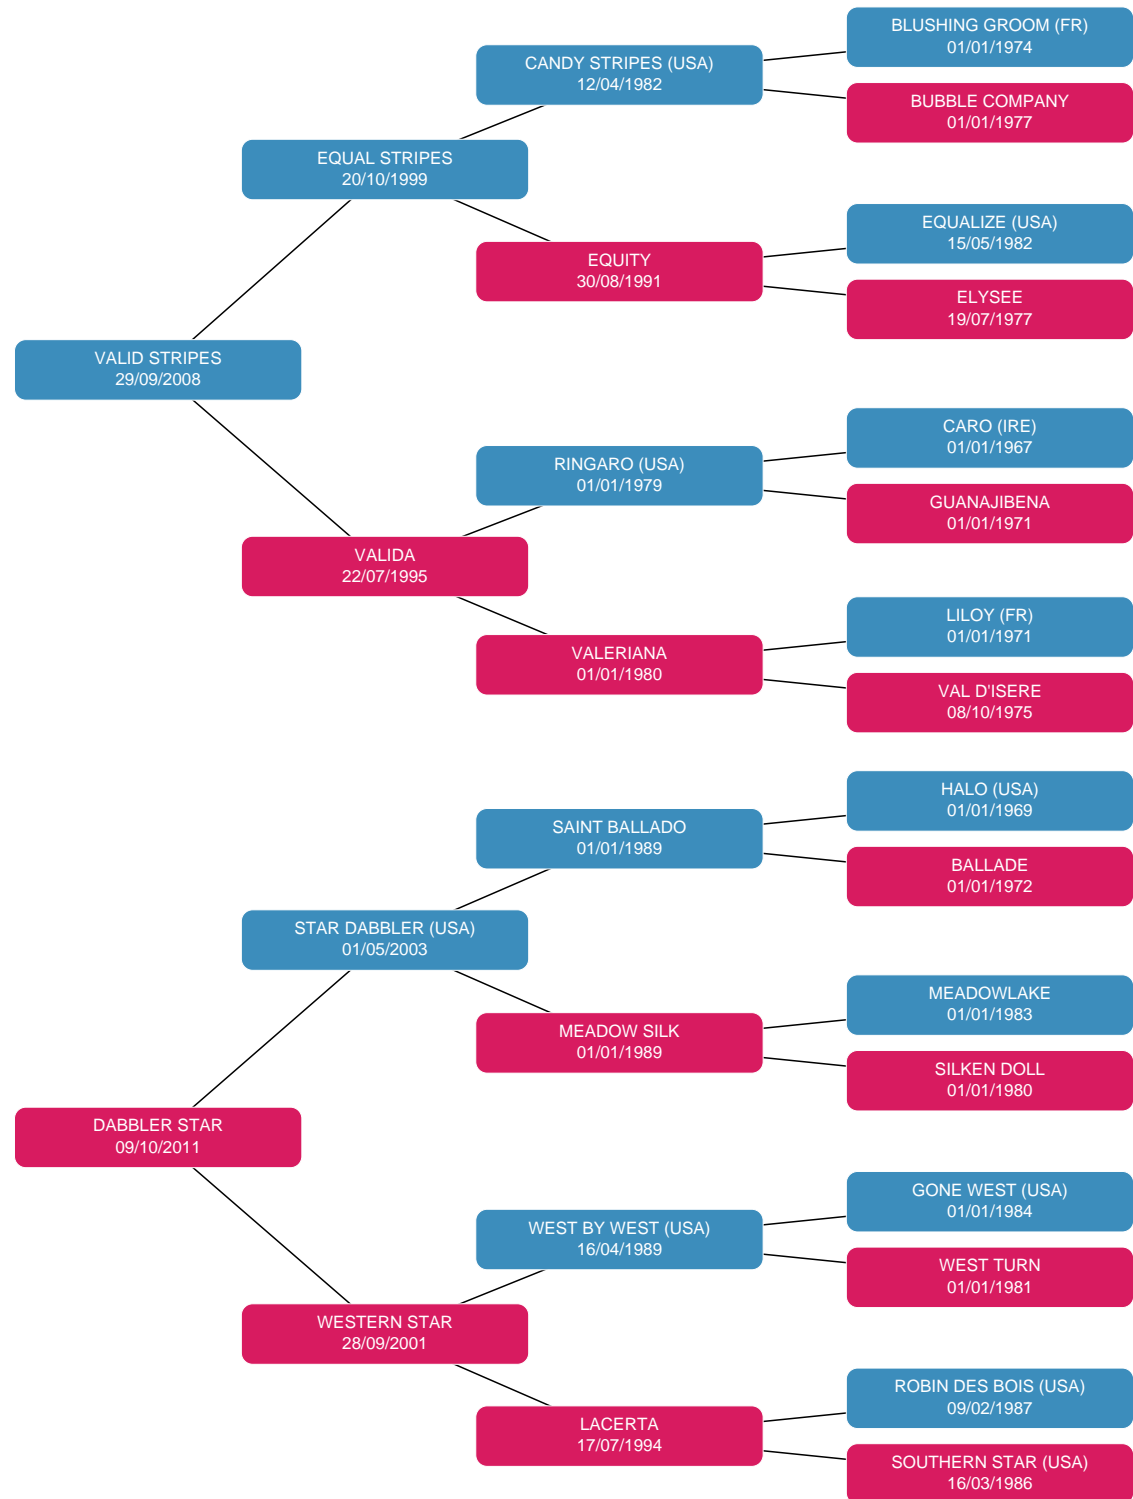 BLUSHING GROOM (FR)
01/01/1974
CANDY STRIPES (USA)
12/04/1982
BUBBLE COMPANY
01/01/1977
EQUAL STRIPES
20/10/1999
EQUALIZE (USA)
15/05/1982
EQUITY
30/08/1991
ELYSEE
19/07/1977
VALID STRIPES
29/09/2008
CARO (IRE)
01/01/1967
RINGARO (USA)
01/01/1979
GUANAJIBENA
01/01/1971
VALIDA
22/07/1995
LILOY (FR)
01/01/1971
VALERIANA
01/01/1980
VAL D'ISERE
08/10/1975
HALO (USA)
01/01/1969
SAINT BALLADO
01/01/1989
BALLADE
01/01/1972
STAR DABBLER (USA)
01/05/2003
MEADOWLAKE
01/01/1983
MEADOW SILK
01/01/1989
SILKEN DOLL
01/01/1980
DABBLER STAR
09/10/2011
GONE WEST (USA)
01/01/1984
WEST BY WEST (USA)
16/04/1989
WEST TURN
01/01/1981
WESTERN STAR
28/09/2001
ROBIN DES BOIS (USA)
09/02/1987
LACERTA
17/07/1994
SOUTHERN STAR (USA)
16/03/1986